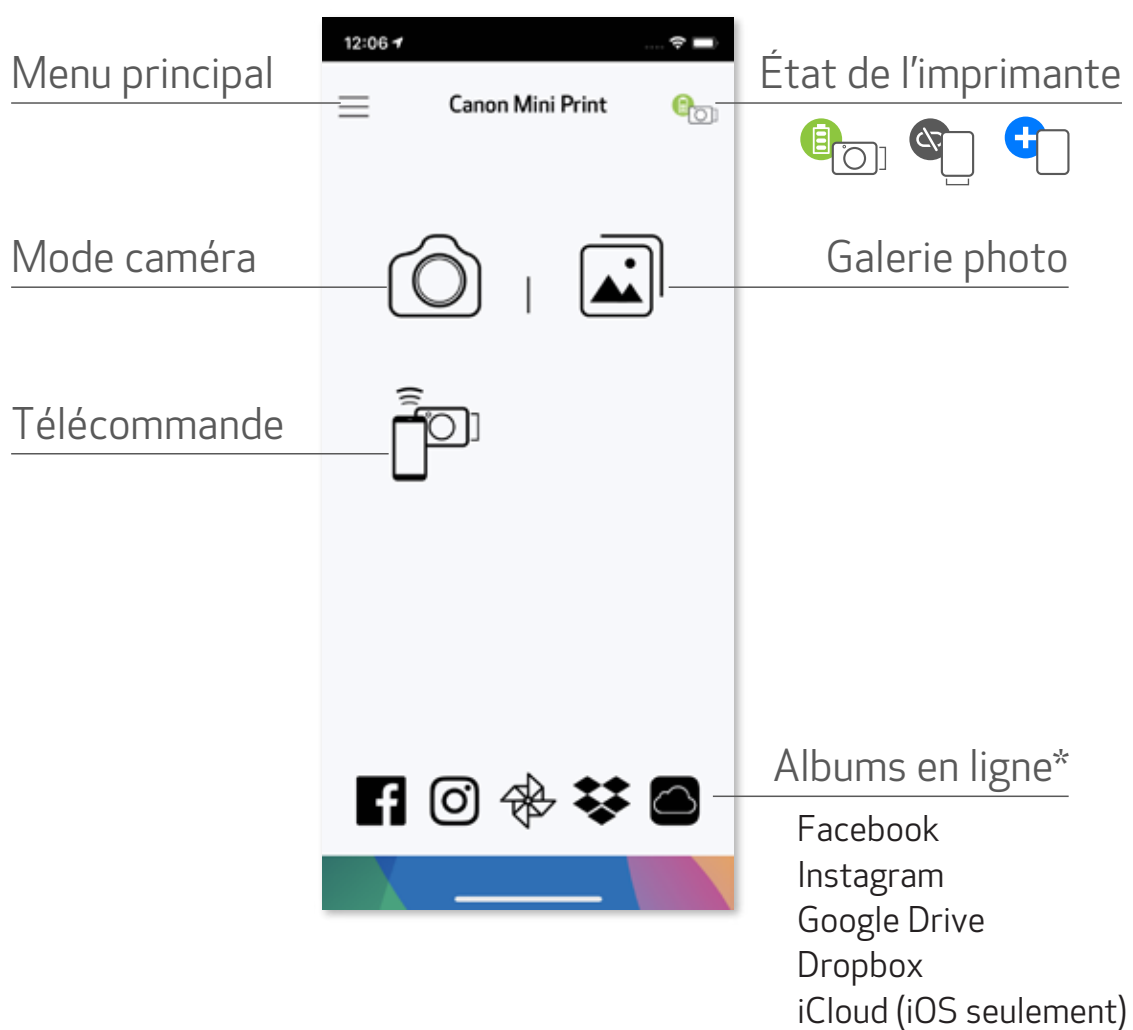 12:06
Menu principal
Canon Mini Print
État de l'imprimante
Mode caméra
Galerie photo
Télécommande
Albums en ligne*
Facebook
Instagram
Google Drive
Dropbox
iCloud (iOS seulement)